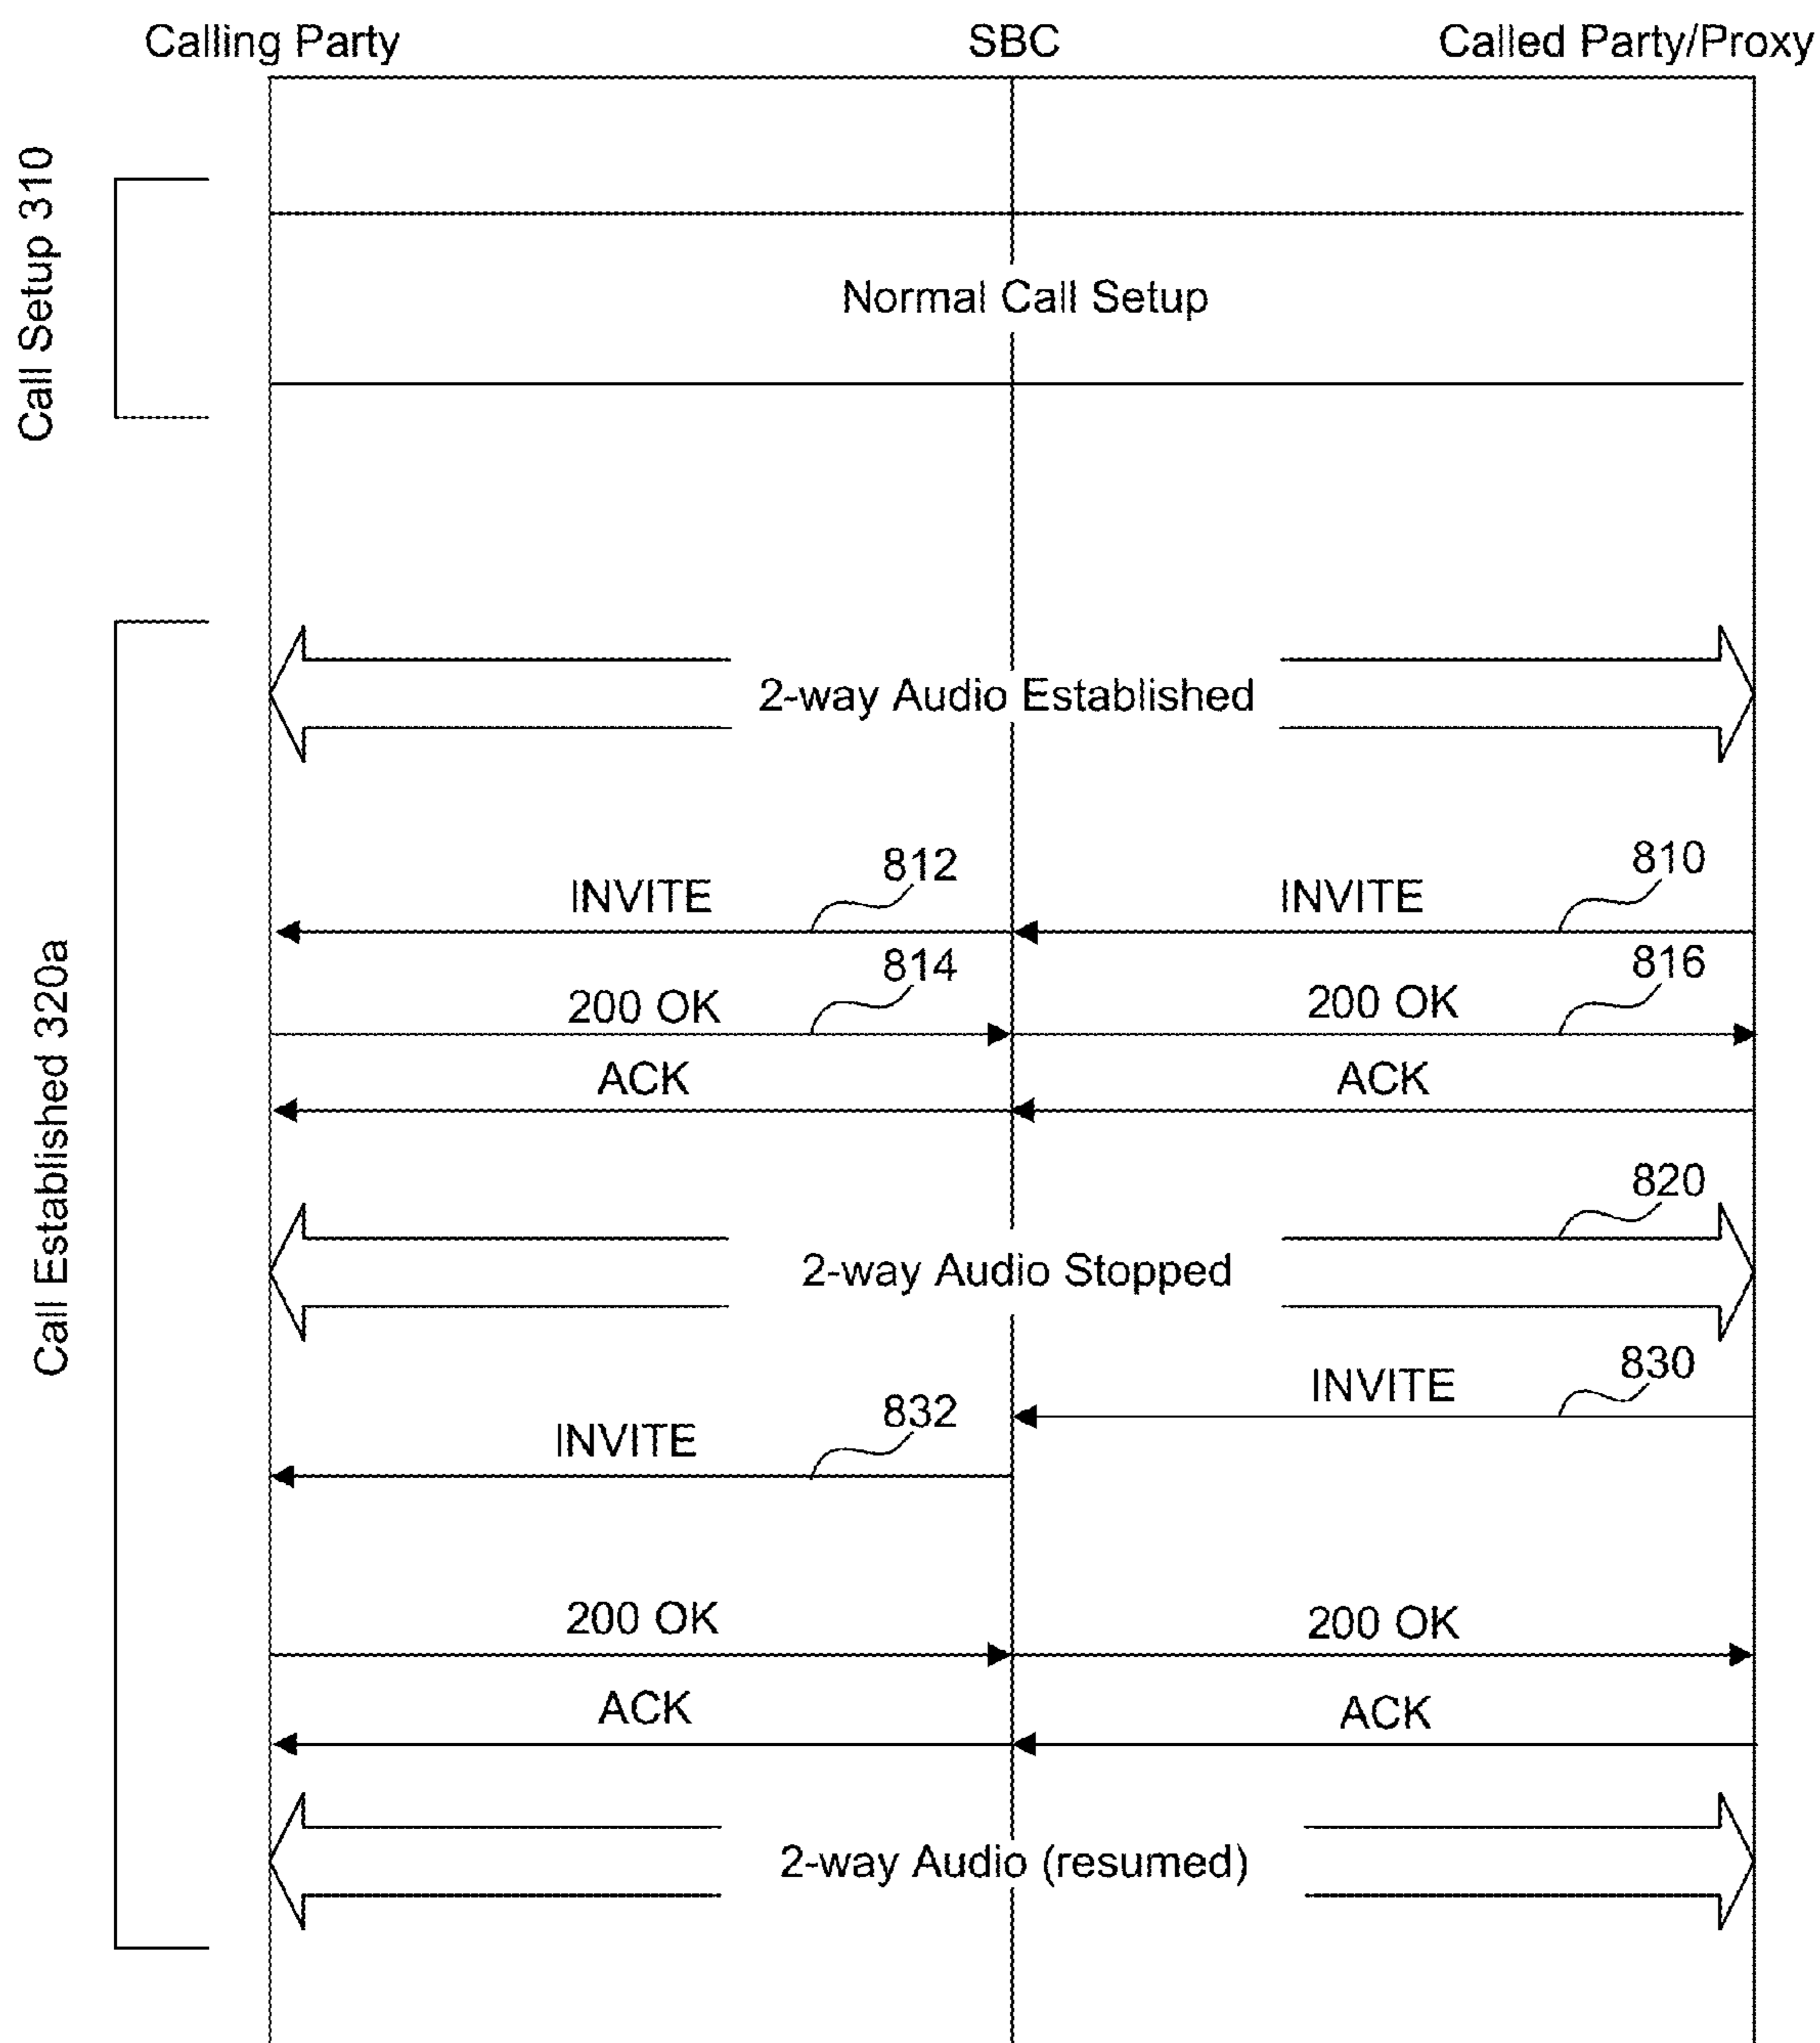 Calling Party
SBC
Called Party/Proxy
Call Setup 310
Normal Call Setup
Call Established 320a
2-way Audio Established
812
810
INVITE
INVITE
814
816
200 OK
200 OK
ACK
ACK
820
2-way Audio Stopped
830
INVITE
832
INVITE
200 OK
200 OK
ACK
ACK
2-way Audio (resumed)